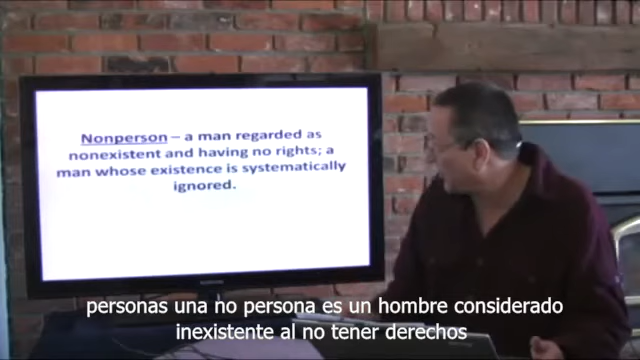 Nonperson – a man regarded as
nonexistent and having no rights; a
man whose existence is systematically
ignored.
SAMSUNG
personas una no persona es un hombre considerado
inexistente al no tener derechos